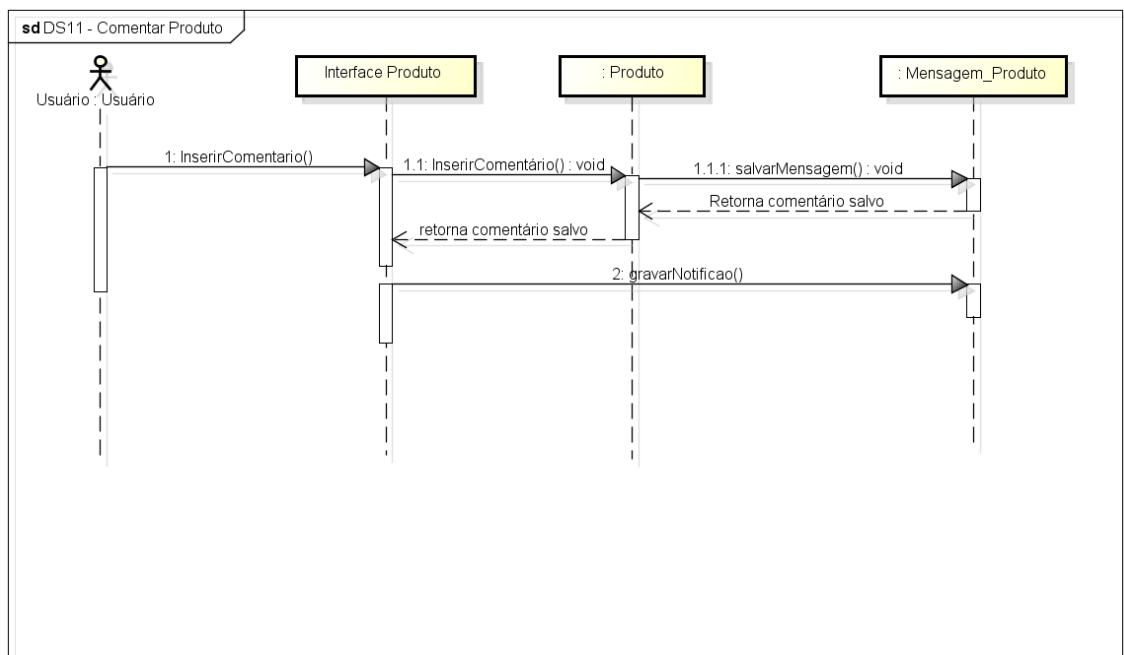 sd DS11 - Comentar Produto
Usuário : Usuário
Interface Produto
: Produto
: Mensagem_Produto
1: InserirComentario()
1.1: InserirComentário() : void
1.1.1: salvarMensagem() : void
Retorna comentário salvo
retorna comentário salvo
2: gravarNotificao()